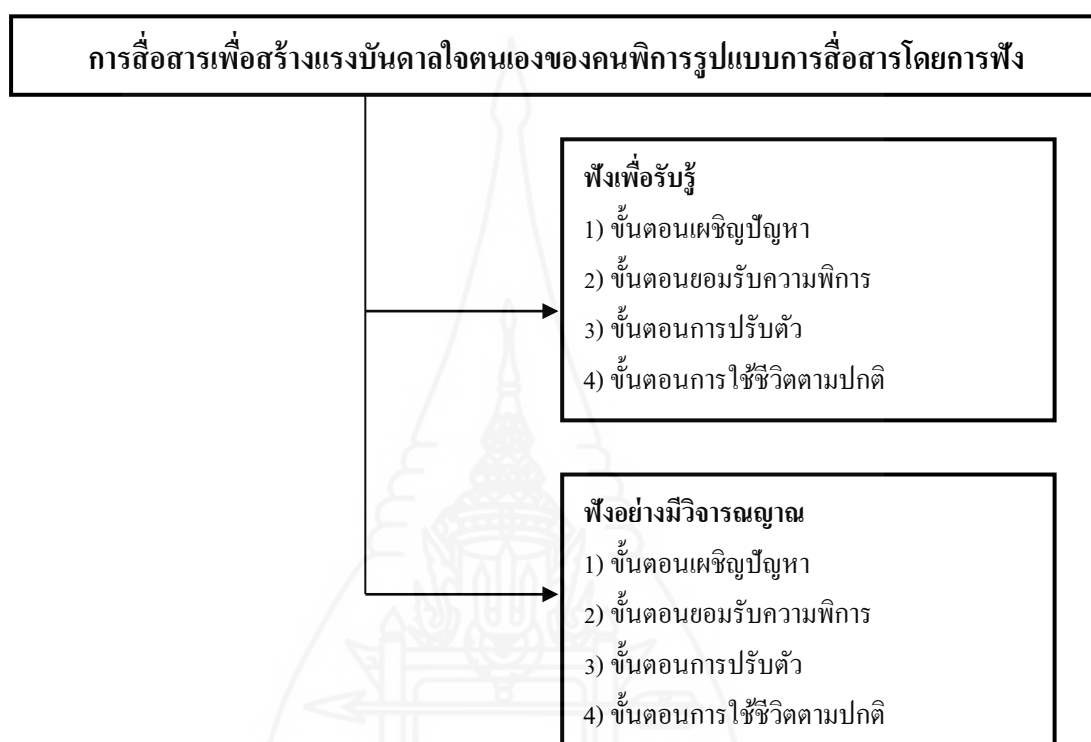 การสื่อสารเพื่อสร้างแรงบันดาลใจตนเองของคนพิการรูปแบบการสื่อสารโดยการฟัง
ฟังเพื่อรับรู้
1) ขั้นตอนเผชิญปัญหา
2) ขั้นตอนยอมรับความพิการ
3) ขั้นตอนการปรับตัว
4) ขั้นตอนการใช้ชีวิตตามปกติ
ฟังอย่างมีวิจารณญาณ
1) ขั้นตอนเผชิญปัญหา
2) ขั้นตอนยอมรับความพิการ
3) ขั้นตอนการปรับตัว
4) ขั้นตอนการใช้ชีวิตตามปกติ